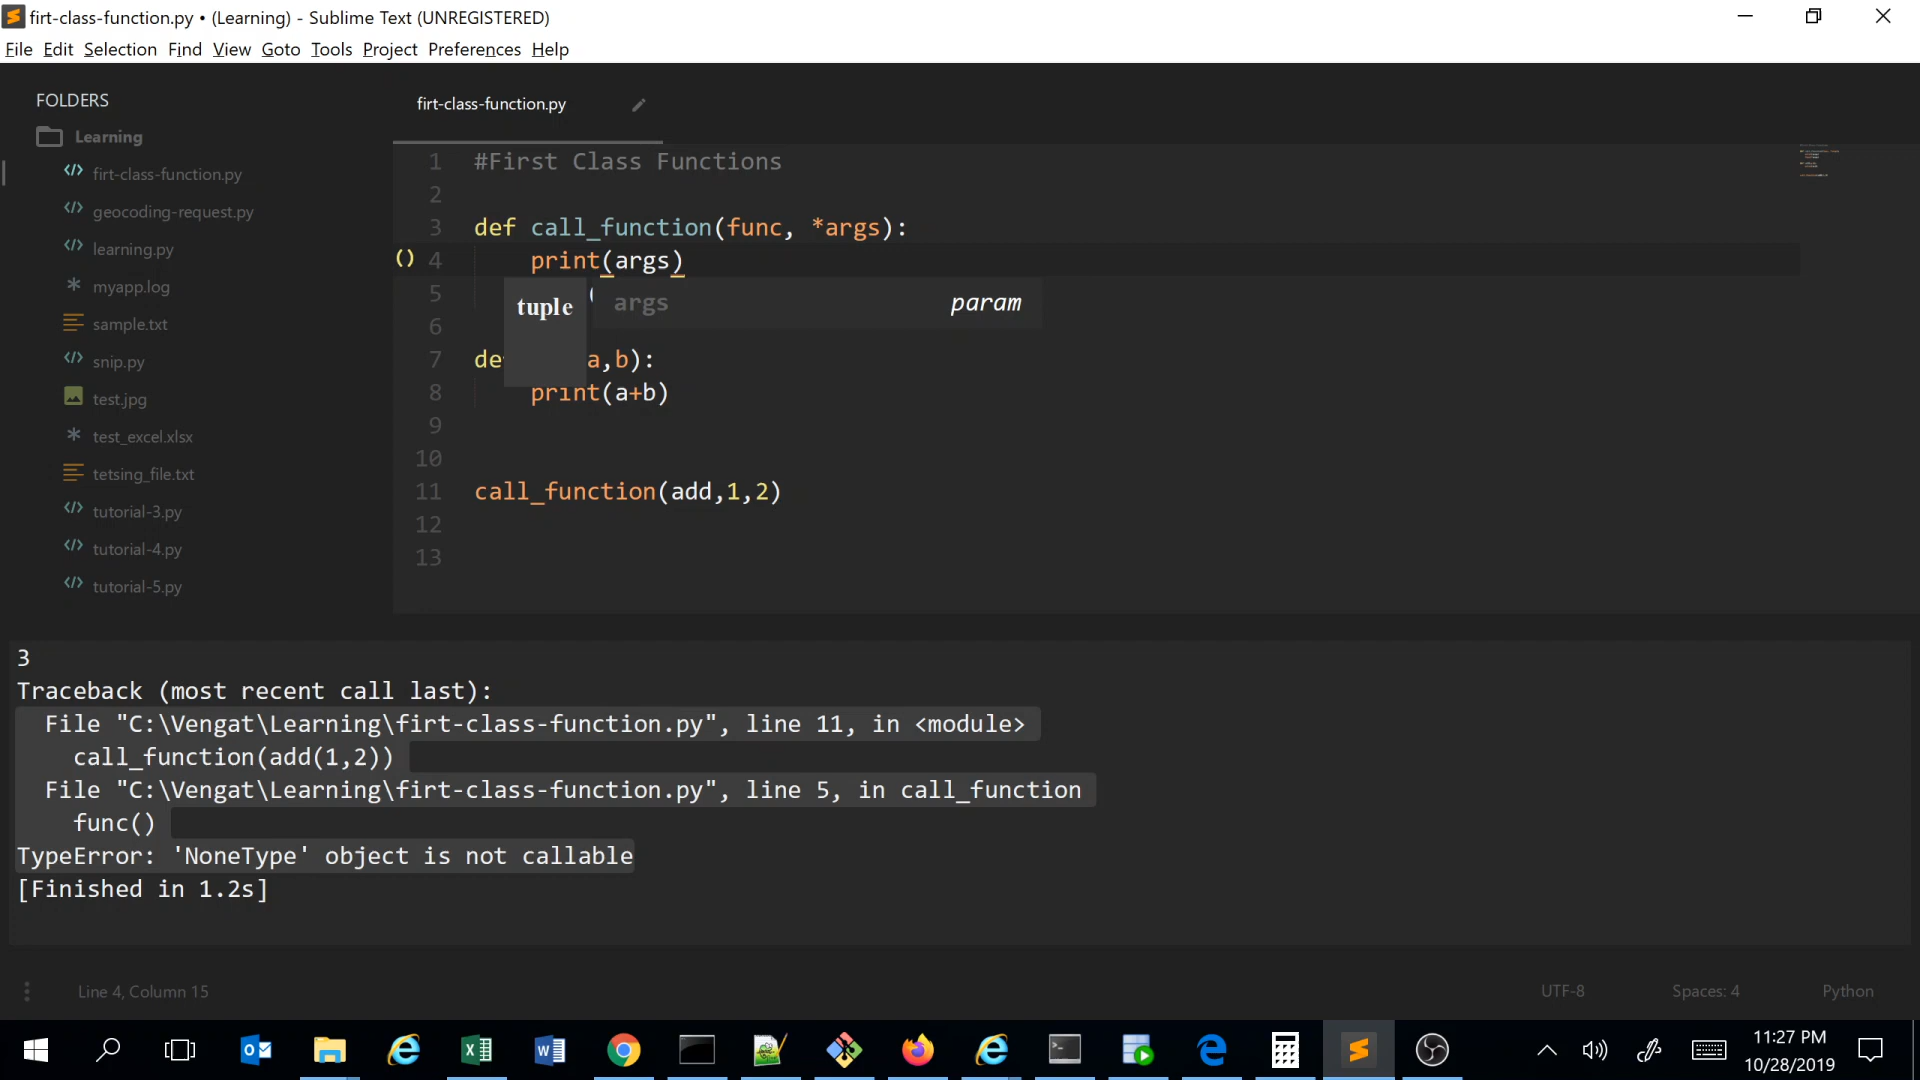 firt-class-function.py • (Learning) - Sublime Text (UNREGISTERED)
File Edit Selection Find View Goto Tools Project Preferences Help
FOLDERS
Learning
firt-class-function.py
geocoding-request.py
learning.py
myapp.log
sample.txt
snip.py
test.jpg
test_excel.xlsx
tetsing_file.txt
tutorial-3.py
tutorial-4.py
tutorial-5.py
firt-class-function.py
1 #First Class Functions
2
3 def call_function(func, *args):
() 4 print(args)
5 (
tuple args param
6
7 de a,b):
8 print(a+b)
9
10
11 call_function(add,1,2)
12
13
3
Traceback (most recent call last):
File "C:\Vengat\Learning\firt-class-function.py", line 11, in <module>
call_function(add(1,2))
File "C:\Vengat\Learning\firt-class-function.py", line 5, in call_function
func()
TypeError: 'NoneType' object is not callable
[Finished in 1.2s]
Line 4, Column 15 UTF-8 Spaces: 4 Python
11:27 PM
10/28/2019